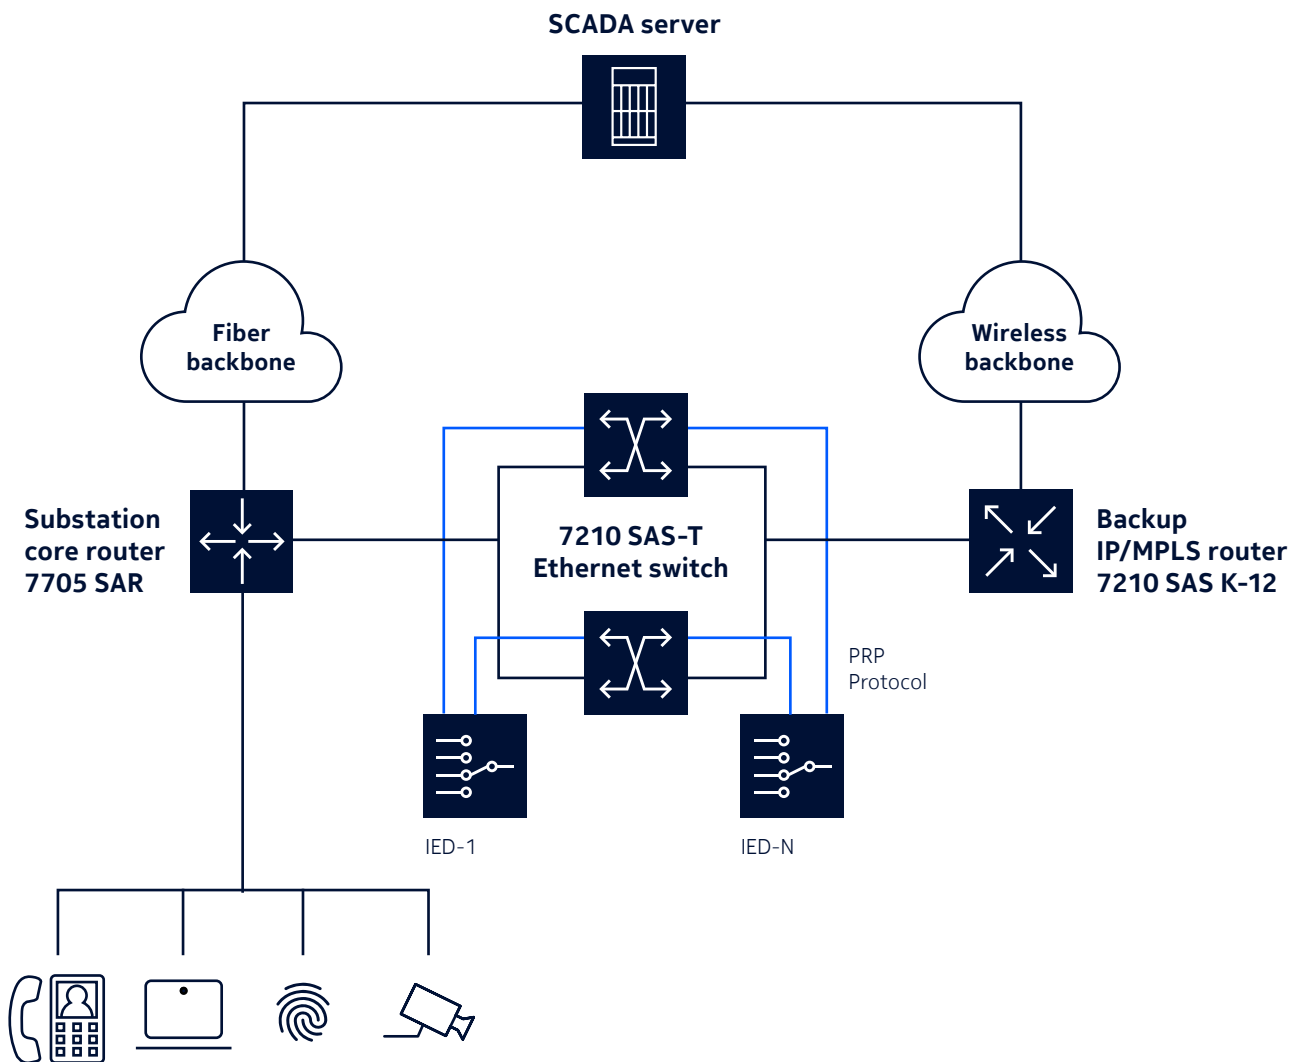 SCADA server
Fiber
backbone
Wireless
backbone
Substation
core router
7705 SAR
7210 SAS-T
Ethernet switch
Backup
IP/MPLS router
7210 SAS K-12
PRP
Protocol
IED-1
IED-N